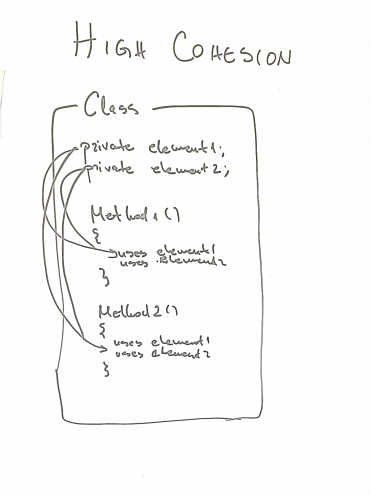 HIGH COHESION
Class
private element1;
private element2;
Method1()
{
uses element1
uses element2
}
Method2()
{
uses element1
uses element2
}